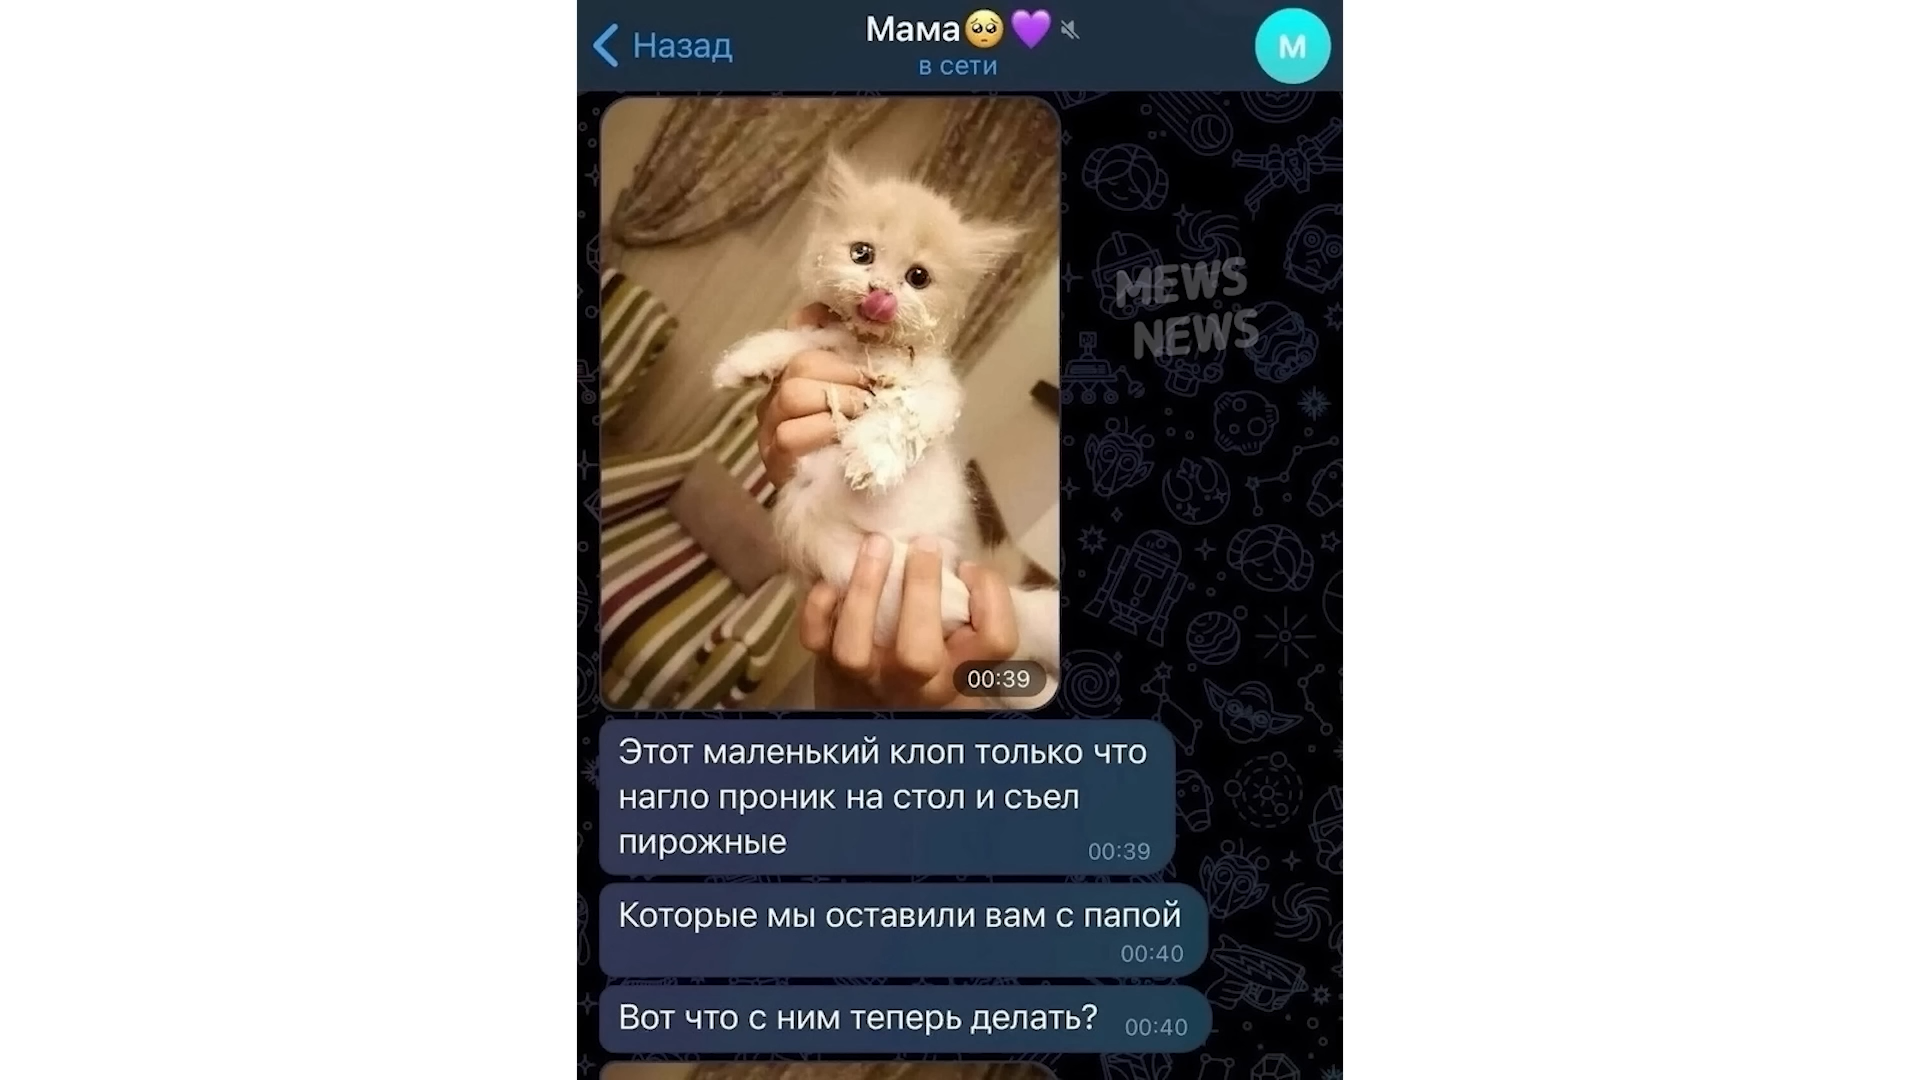 Назад
Мама🥺💜
в сети
М
MEWS
NEWS
00:39
Этот маленький клоп только что
нагло проник на стол и съел
пирожные
00:39
Которые мы оставили вам с папой
00:40
Вот что с ним теперь делать?
00:40